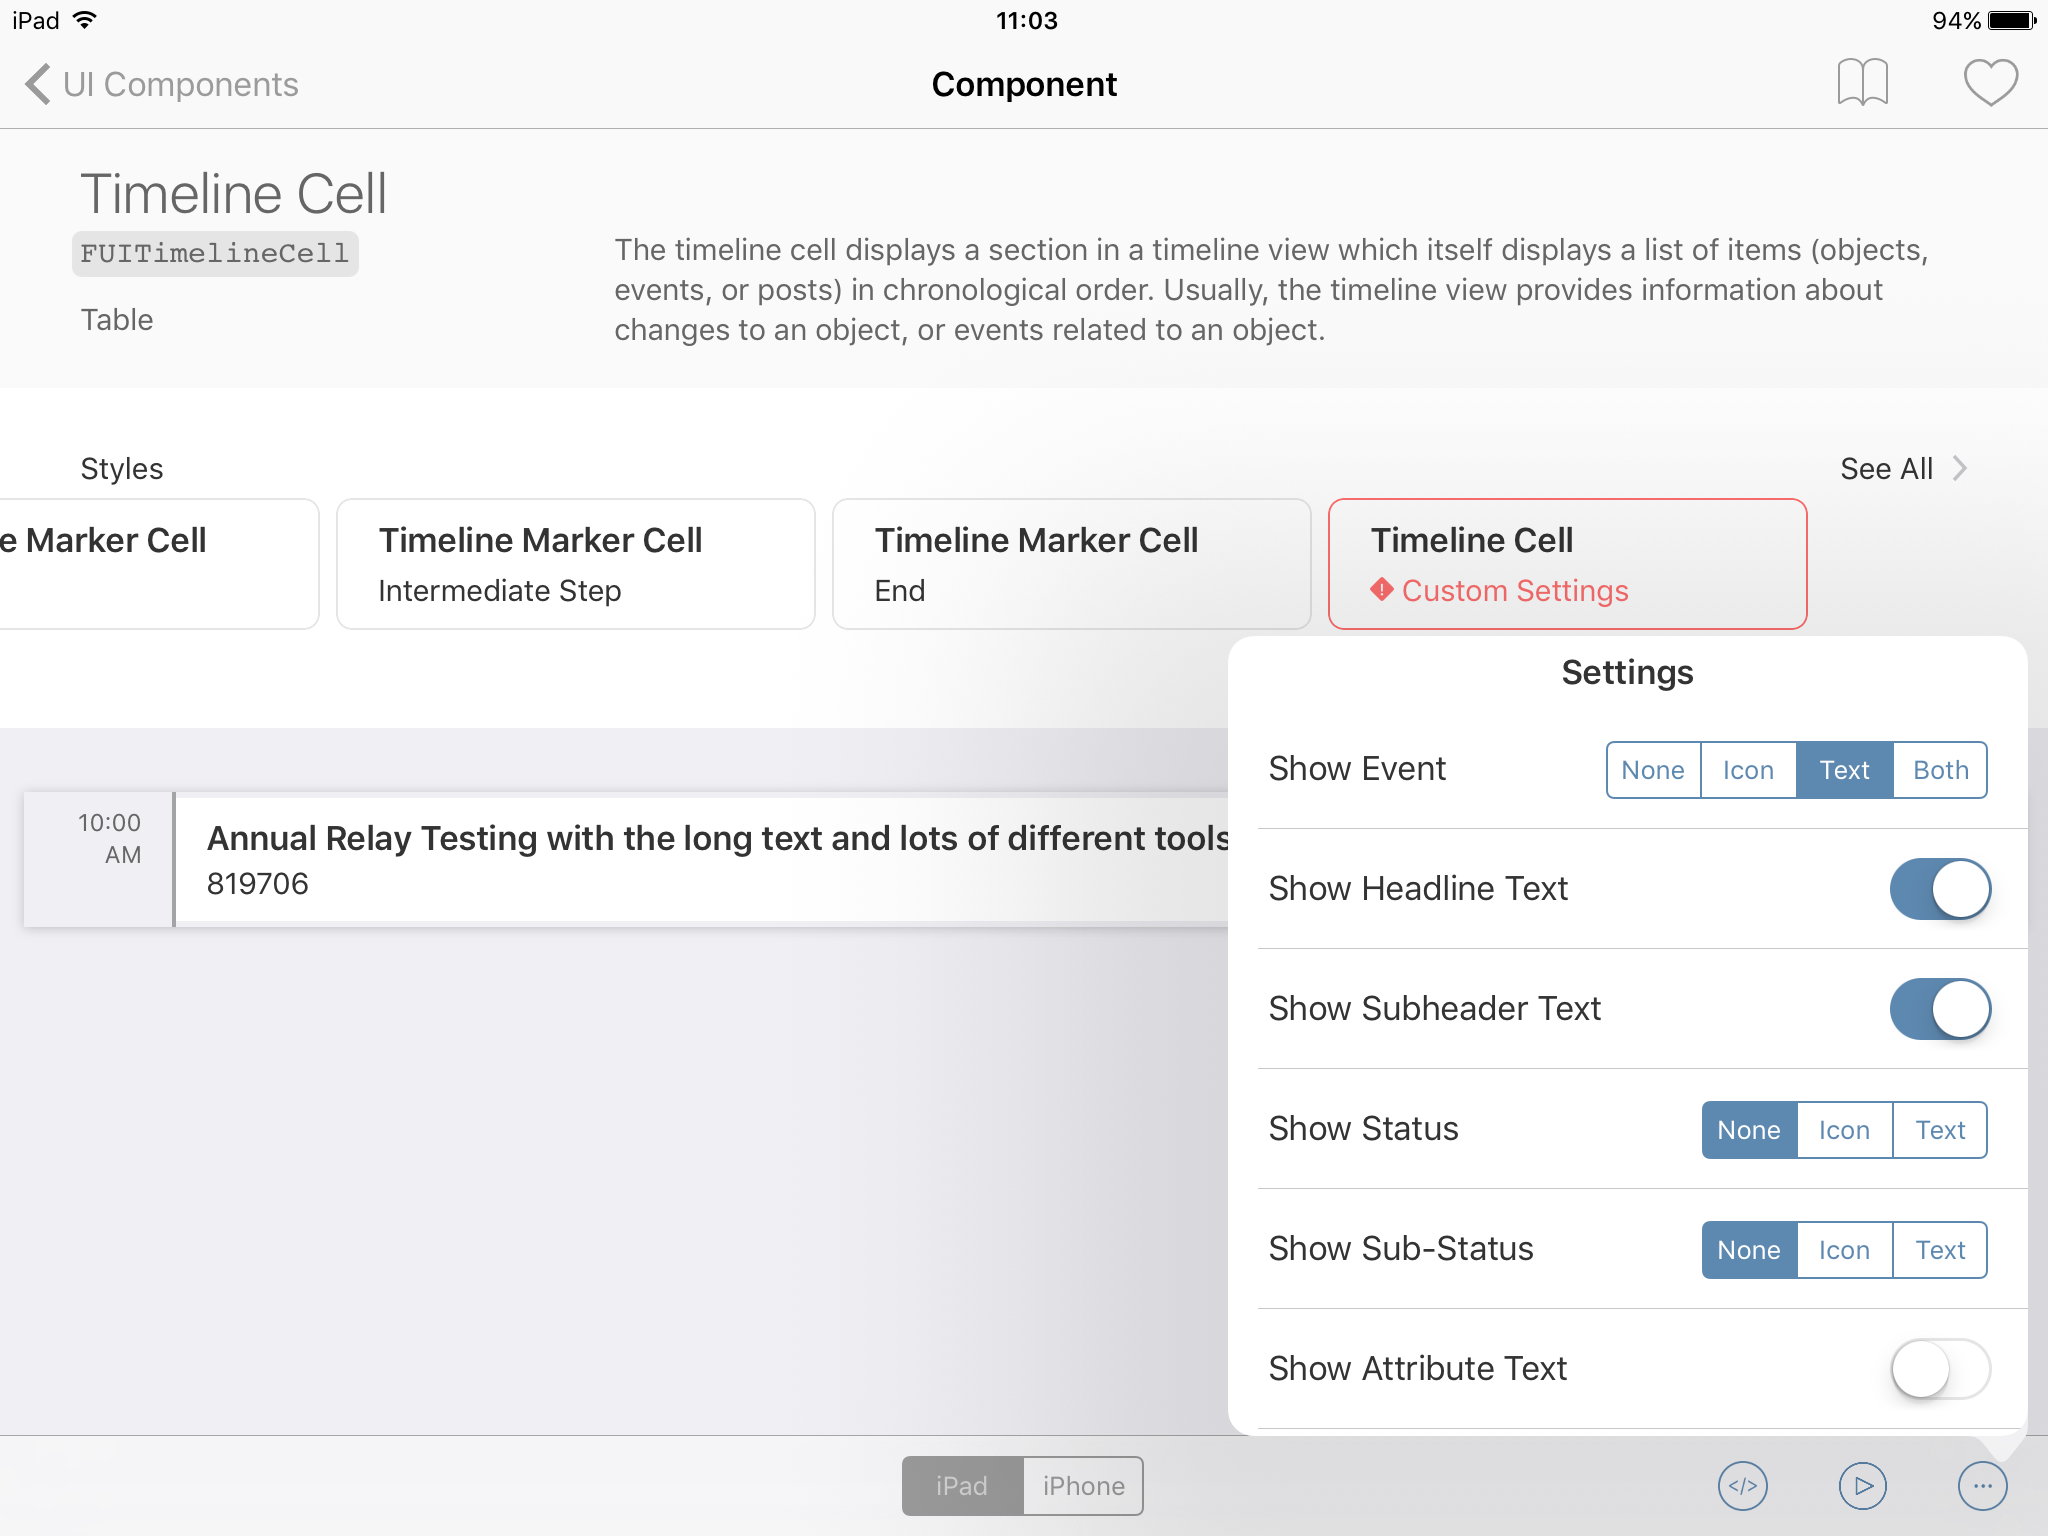 iPad
11:03
94%
UI Components
Component
Timeline Cell
FUITimelineCell
Table
The timeline cell displays a section in a timeline view which itself displays a list of items (objects,
events, or posts) in chronological order. Usually, the timeline view provides information about
changes to an object, or events related to an object.
Styles
See All
e Marker Cell
Timeline Marker Cell
Intermediate Step
Timeline Marker Cell
End
Timeline Cell
Custom Settings
10:00
AM
Annual Relay Testing with the long text and lots of different tools
819706
Settings
Show Event
None Icon Text Both
Show Headline Text
Show Subheader Text
Show Status
None Icon Text
Show Sub-Status
None Icon Text
Show Attribute Text
iPad iPhone